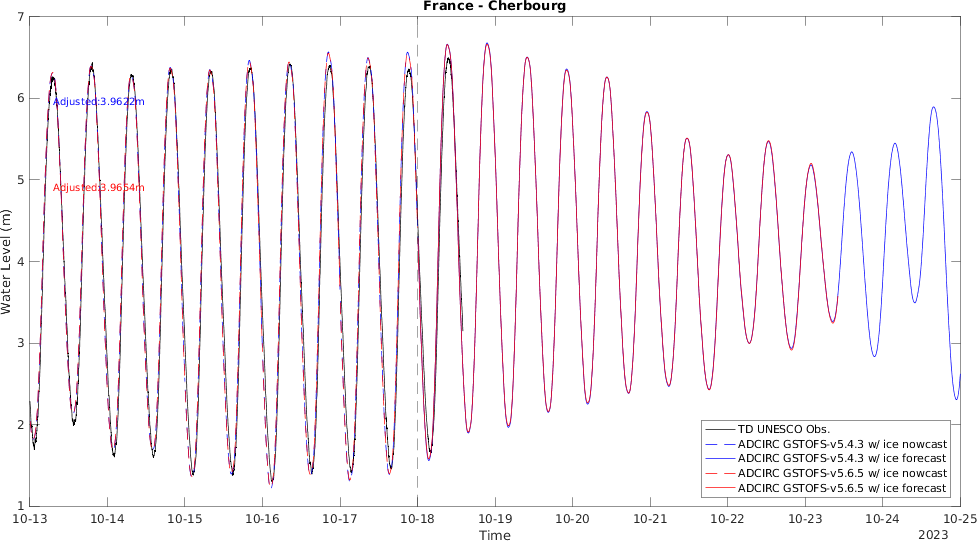 France - Cherbourg
7
6
5
4
3
2
1
Water Level (m)
Adjusted:3.9622m
Adjusted:3.9654m
TD UNESCO Obs.
ADCIRC GSTOFS-v5.4.3 w/ ice nowcast
ADCIRC GSTOFS-v5.4.3 w/ ice forecast
ADCIRC GSTOFS-v5.6.5 w/ ice nowcast
ADCIRC GSTOFS-v5.6.5 w/ ice forecast
10-13 10-14 10-15 10-16 10-17 10-18 10-19 10-20 10-21 10-22 10-23 10-24 10-25
Time
2023